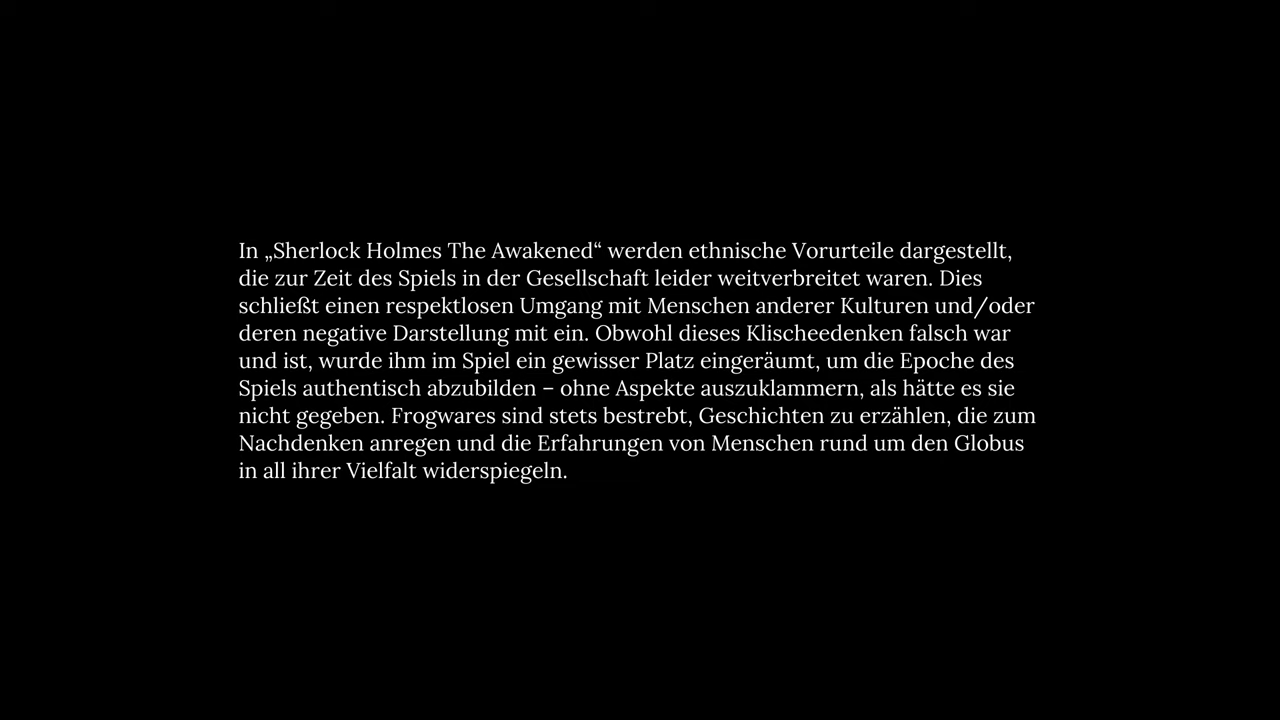 In „Sherlock Holmes The Awakened“ werden ethnische Vorurteile dargestellt,
die zur Zeit des Spiels in der Gesellschaft leider weitverbreitet waren. Dies
schließt einen respektlosen Umgang mit Menschen anderer Kulturen und/oder
deren negative Darstellung mit ein. Obwohl dieses Klischeedenken falsch war
und ist, wurde ihm im Spiel ein gewisser Platz eingeräumt, um die Epoche des
Spiels authentisch abzubilden – ohne Aspekte auszuklammern, als hätte es sie
nicht gegeben. Frogwares sind stets bestrebt, Geschichten zu erzählen, die zum
Nachdenken anregen und die Erfahrungen von Menschen rund um den Globus
in all ihrer Vielfalt widerspiegeln.